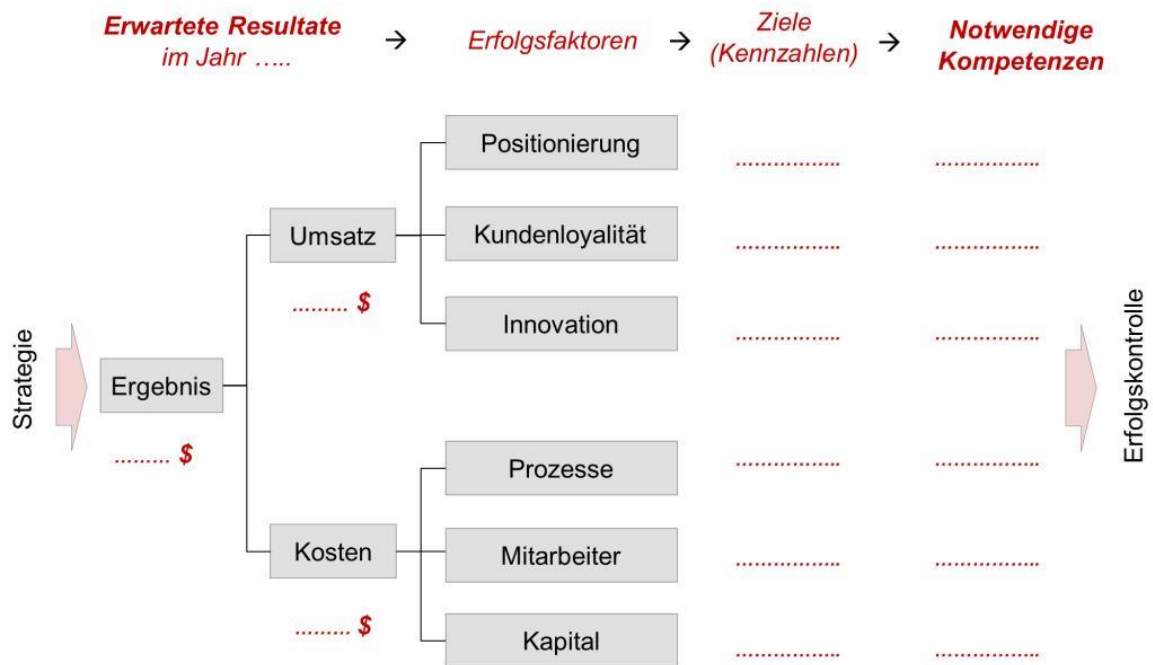 Erwartete Resultate
im Jahr …..
→
Erfolgsfaktoren
→
Ziele
(Kennzahlen)
→
Notwendige
Kompetenzen
Strategie
Ergebnis
……… $
Umsatz
……… $
Kosten
……… $
Positionierung
……………..
……………..
Kundenloyalität
……………..
……………..
Innovation
……………..
……………..
Prozesse
……………..
……………..
Mitarbeiter
……………..
……………..
Kapital
……………..
……………..
Erfolgskontrolle